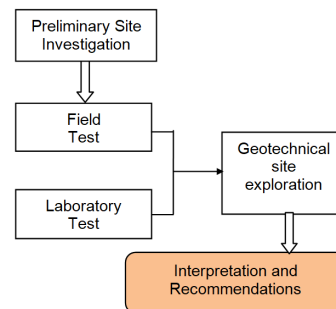 Preliminary Site
Investigation
Field
Test
Geotechnical
site
exploration
Laboratory
Test
Interpretation and
Recommendations